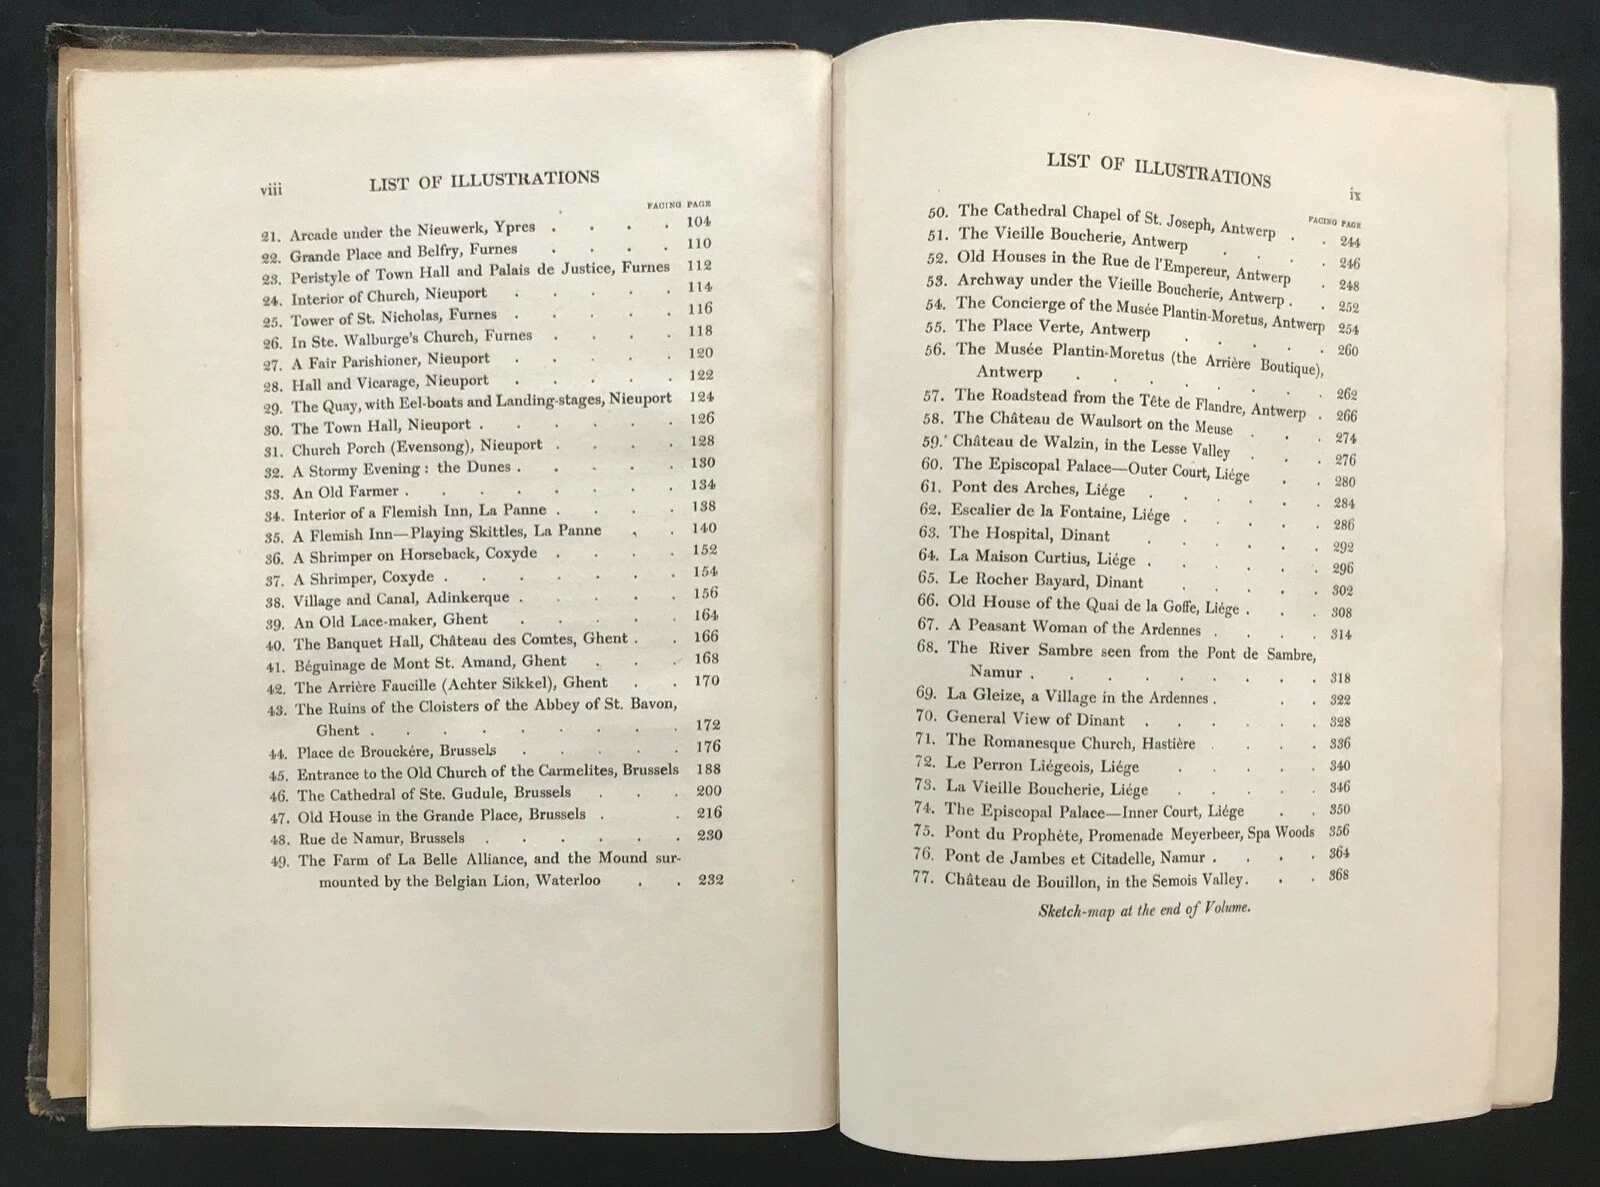 viii LIST OF ILLUSTRATIONS
FACING PAGE
21. Arcade under the Nieuwerk, Ypres . . . . 104
22. Grande Place and Belfry, Furnes . . . . 110
23. Peristyle of Town Hall and Palais de Justice, Furnes 112
24. Interior of Church, Nieuport . . . . . 114
25. Tower of St. Nicholas, Furnes . . . . . 116
26. In Ste. Walburge's Church, Furnes . . . . 118
27. A Fair Parishioner, Nieuport . . . . . 120
28. Hall and Vicarage, Nieuport . . . . . 122
29. The Quay, with Eel-boats and Landing-stages, Nieuport 124
30. The Town Hall, Nieuport . . . . . . 126
31. Church Porch (Evensong), Nieuport . . . . 128
32. A Stormy Evening : the Dunes . . . . . 130
33. An Old Farmer . . . . . . . . 134
34. Interior of a Flemish Inn, La Panne . . . . 138
35. A Flemish Inn—Playing Skittles, La Panne . . 140
36. A Shrimper on Horseback, Coxyde . . . . 152
37. A Shrimper, Coxyde . . . . . . . 154
38. Village and Canal, Adinkerque . . . . . 156
39. An Old Lace-maker, Ghent . . . . . 164
40. The Banquet Hall, Château des Comtes, Ghent . . 166
41. Béguinage de Mont St. Amand, Ghent . . . 168
42. The Arrière Faucille (Achter Sikkel), Ghent . . 170
43. The Ruins of the Cloisters of the Abbey of St. Bavon,
Ghent . . . . . . . . . 172
44. Place de Brouckére, Brussels . . . . . 176
45. Entrance to the Old Church of the Carmelites, Brussels 188
46. The Cathedral of Ste. Gudule, Brussels . . . 200
47. Old House in the Grande Place, Brussels . . 216
48. Rue de Namur, Brussels . . . . . . 230
49. The Farm of La Belle Alliance, and the Mound sur-
mounted by the Belgian Lion, Waterloo . . 232
LIST OF ILLUSTRATIONS ix
FACING PAGE
50. The Cathedral Chapel of St. Joseph, Antwerp . . 244
51. The Vieille Boucherie, Antwerp . . . . 246
52. Old Houses in the Rue de l'Empereur, Antwerp . 248
53. Archway under the Vieille Boucherie, Antwerp . . 252
54. The Concierge of the Musée Plantin-Moretus, Antwerp 254
55. The Place Verte, Antwerp . . . . . 260
56. The Musée Plantin-Moretus (the Arrière Boutique),
Antwerp . . . . . . . . 262
57. The Roadstead from the Tête de Flandre, Antwerp . 266
58. The Château de Waulsort on the Meuse . . . 274
59. Château de Walzin, in the Lesse Valley . . . 276
60. The Episcopal Palace—Outer Court, Liége . . 280
61. Pont des Arches, Liége . . . . . 284
62. Escalier de la Fontaine, Liége . . . . . 286
63. The Hospital, Dinant . . . . . 292
64. La Maison Curtius, Liége . . . . . 296
65. Le Rocher Bayard, Dinant . . . . . 302
66. Old House of the Quai de la Goffe, Liége . . . 308
67. A Peasant Woman of the Ardennes . . . . 314
68. The River Sambre seen from the Pont de Sambre,
Namur . . . . . . . . . 318
69. La Gleize, a Village in the Ardennes . . . 322
70. General View of Dinant . . . . . . 328
71. The Romanesque Church, Hastière . . . . 336
72. Le Perron Liégeois, Liége . . . . . 340
73. La Vieille Boucherie, Liége . . . . . 346
74. The Episcopal Palace—Inner Court, Liége . . 350
75. Pont du Prophète, Promenade Meyerbeer, Spa Woods 356
76. Pont de Jambes et Citadelle, Namur . . . . 364
77. Château de Bouillon, in the Semois Valley. . . 368
Sketch-map at the end of Volume.